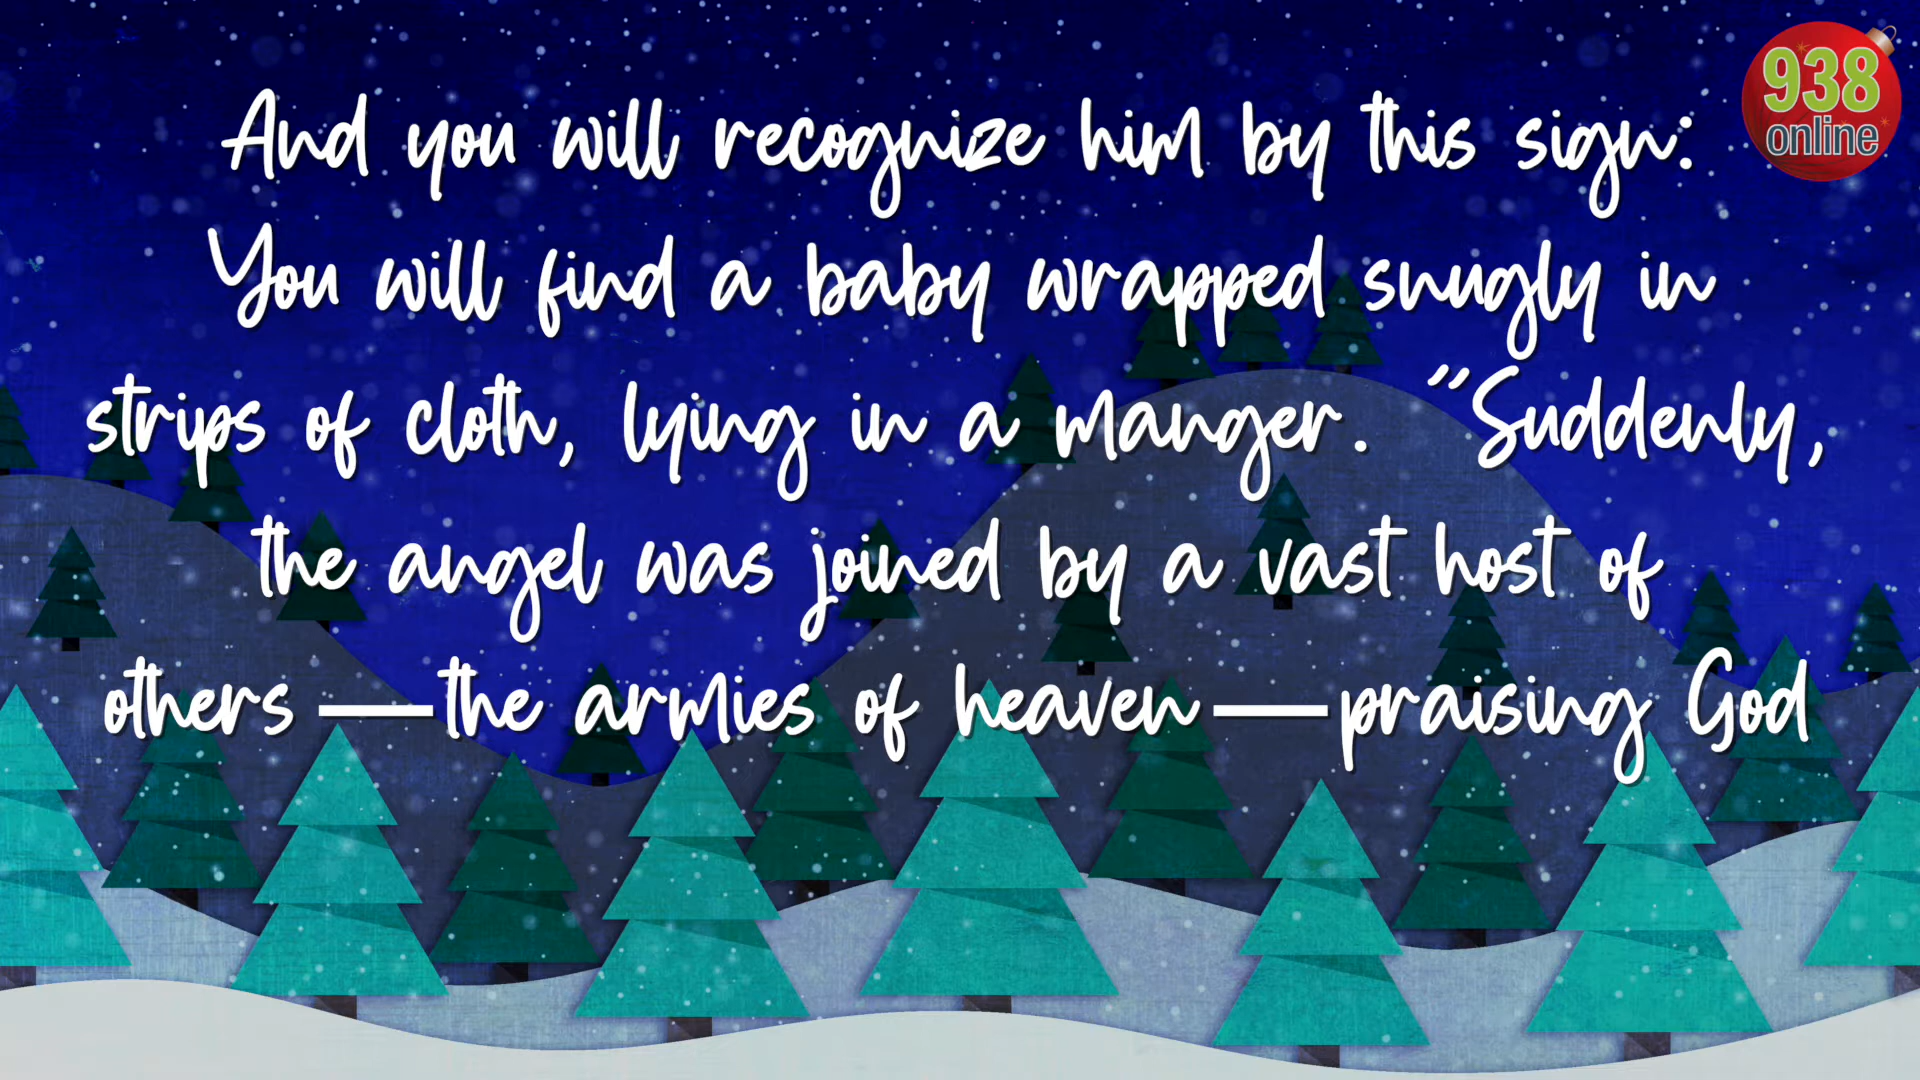 938
online
And you will recognize him by this sign:
You will find a baby wrapped snugly in
strips of cloth, lying in a manger. "Suddenly,
the angel was joined by a vast host of
others —the armies of heaven—praising God